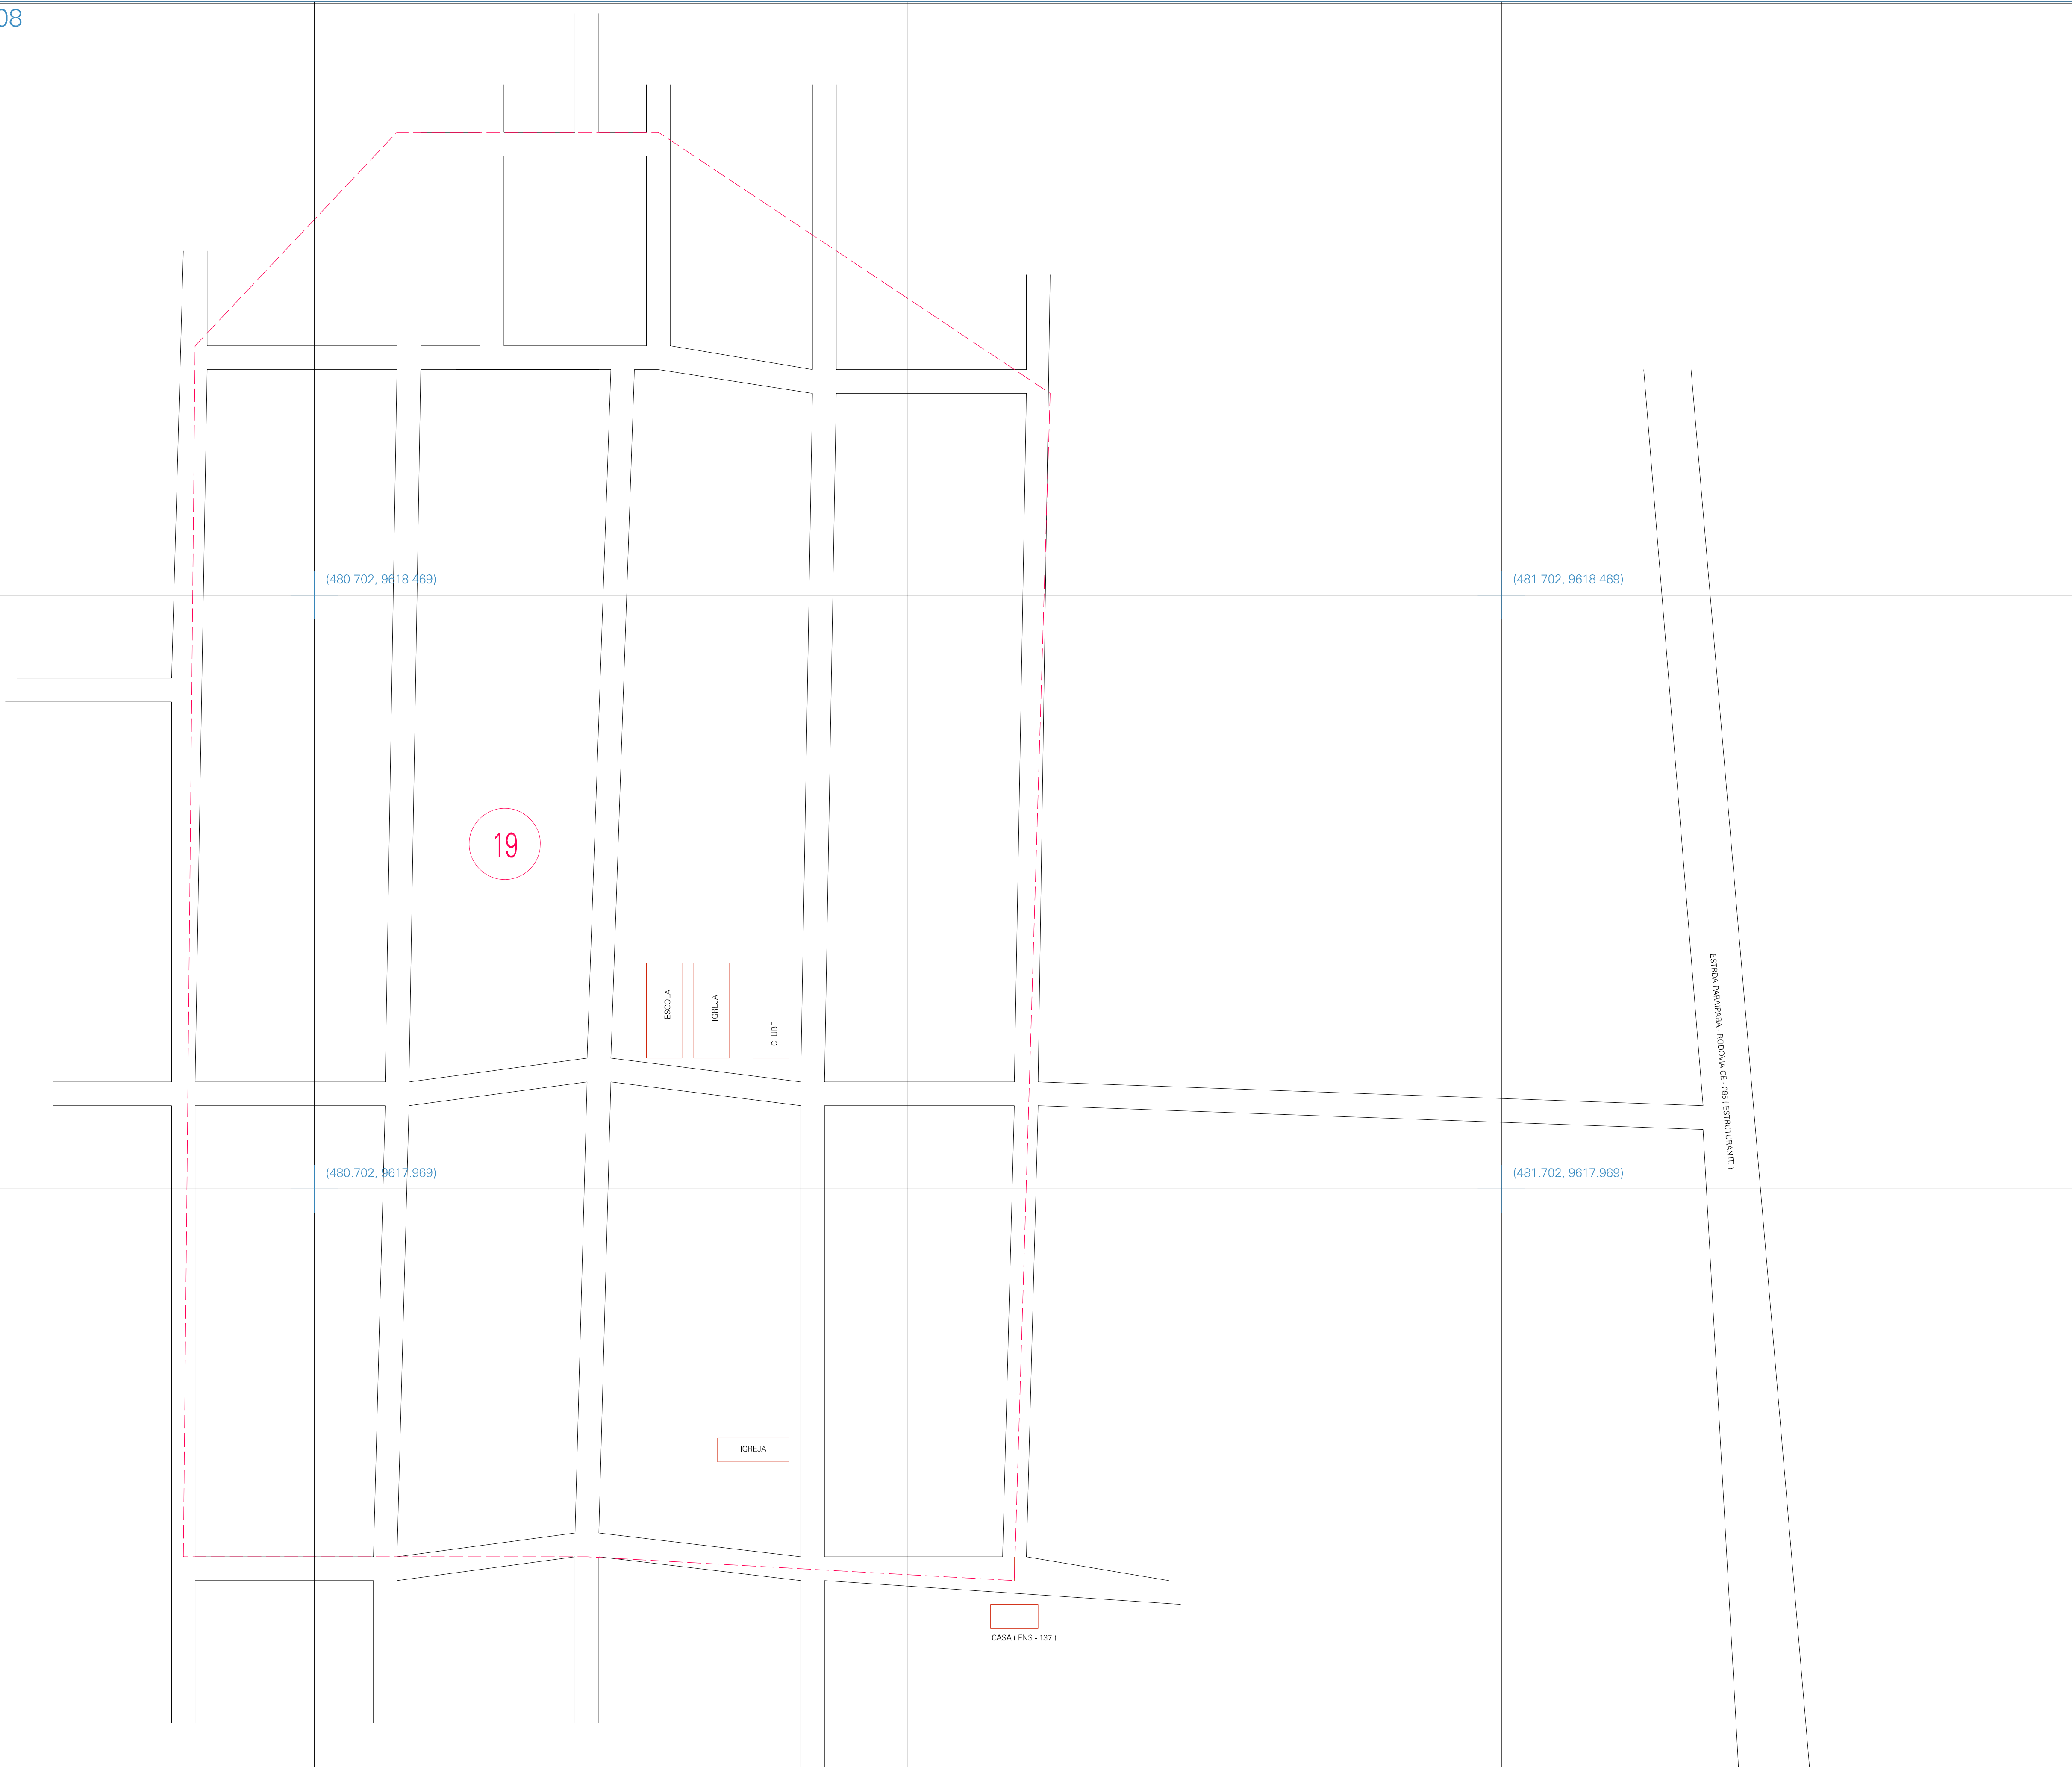 08
(480.702, 9618.469)
(481.702, 9618.469)
19
ESCOLA
IGREJA
CLUBE
ESTRDA PARAIPABA - RODOVIA CE - 085 ( ESTRUTURANTE )
(480.702, 9617.969)
(481.702, 9617.969)
IGREJA
CASA ( FNS - 137 )